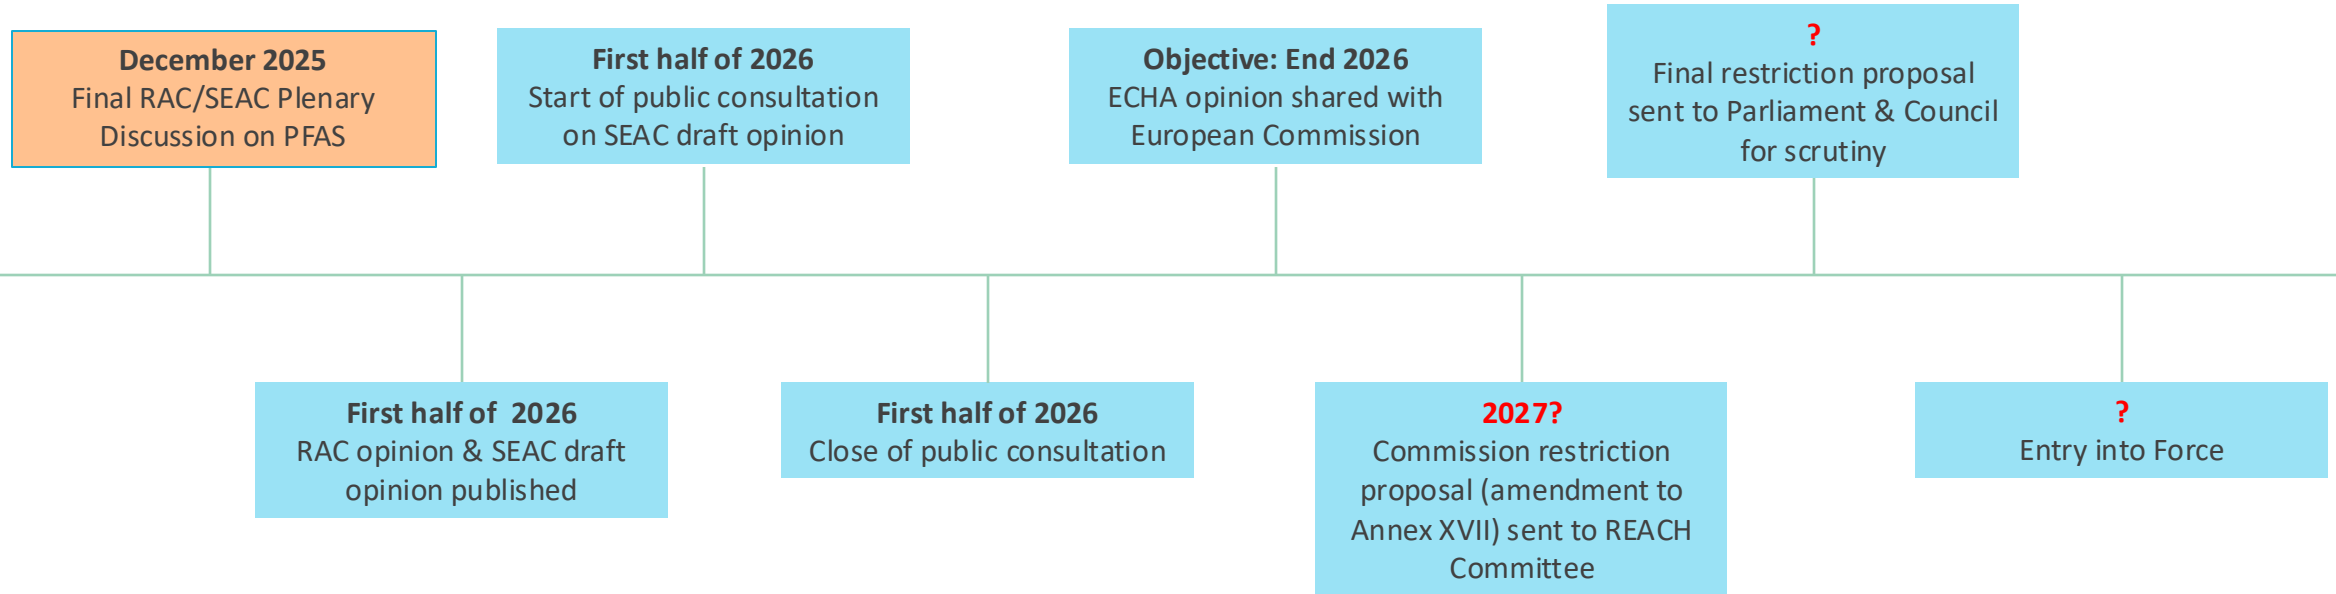 December 2025
Final RAC/SEAC Plenary
Discussion on PFAS
First half of 2026
RAC opinion & SEAC draft
opinion published
First half of 2026
Start of public consultation
on SEAC draft opinion
First half of 2026
Close of public consultation
Objective: End 2026
ECHA opinion shared with
European Commission
2027?
Commission restriction
proposal (amendment to
Annex XVII) sent to REACH
Committee
?
Final restriction proposal
sent to Parliament & Council
for scrutiny
?
Entry into Force